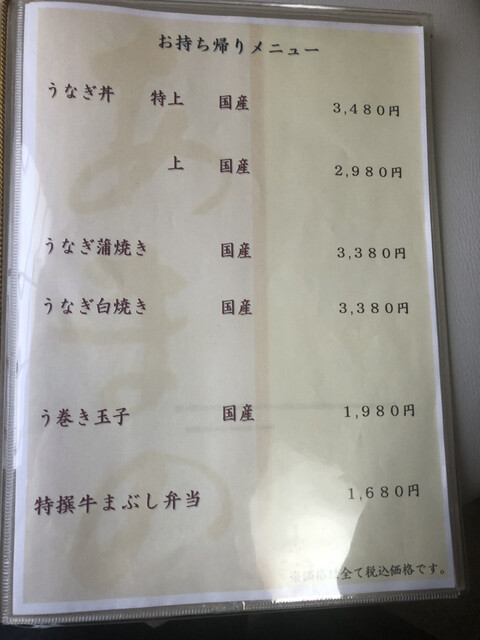 お持ち帰りメニュー
うなぎ丼 特上 国産 3,480円
上 国産 2,980円
うなぎ蒲焼き 国産 3,380円
うなぎ白焼き 国産 3,380円
う巻き玉子 国産 1,980円
特撰牛まぶし弁当 1,680円
※価格は全て税込価格です。